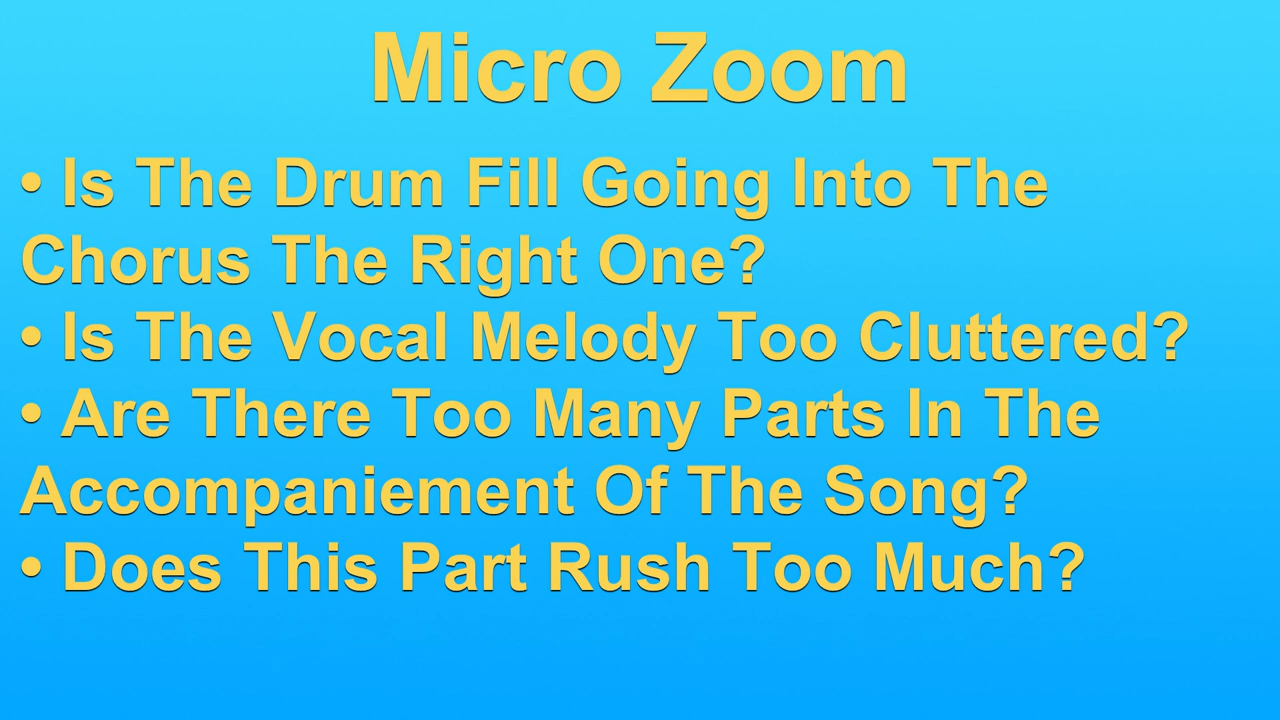 Micro Zoom
• Is The Drum Fill Going Into The
Chorus The Right One?
• Is The Vocal Melody Too Cluttered?
• Are There Too Many Parts In The
Accompaniement Of The Song?
• Does This Part Rush Too Much?